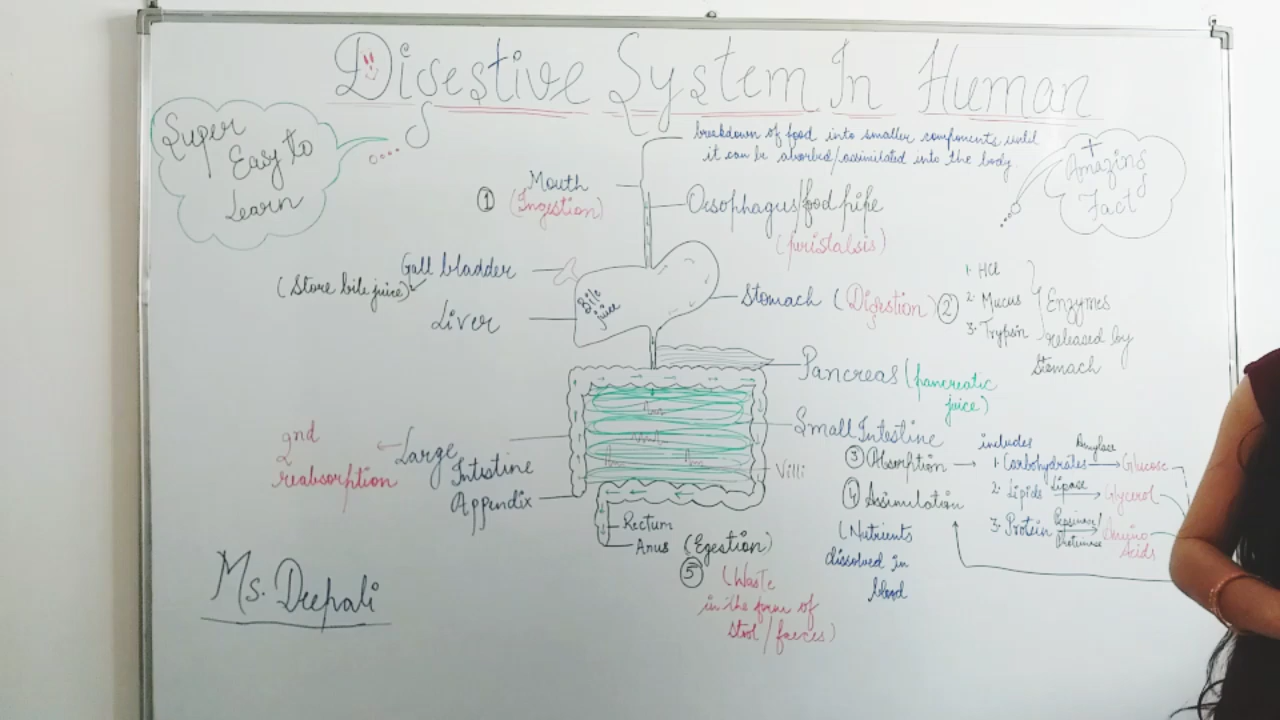 Digestive System In Human
Super
Easy to
Learn
breakdown of food into smaller components until
it can be absorbed/assimilated into the body
+
Amazing
Fact
Mouth
① (Ingestion)
Oesophagus/food pipe
(peristalsis)
Gall bladder
(Store bile juice)
Bile
juice
Liver
Stomach (Digestion) ②
1. HCl
2. Mucus
3. Trypsin
Enzymes
released by
Stomach
Pancreas (pancreatic
juice)
Small Intestine
③ Absorption →
④ Assimilation
(Nutrients
dissolved in
blood
includes
1. Carbohydrates Amylase → Glucose
2. Lipids Lipase → Glycerol
3. Protein → Amino
Acids
Villi
2nd
reabsorption
← Large
Intestine
Appendix
Rectum
Anus (Egestion)
⑤ (Waste
in the form of
stool/faeces)
Ms. Deepali